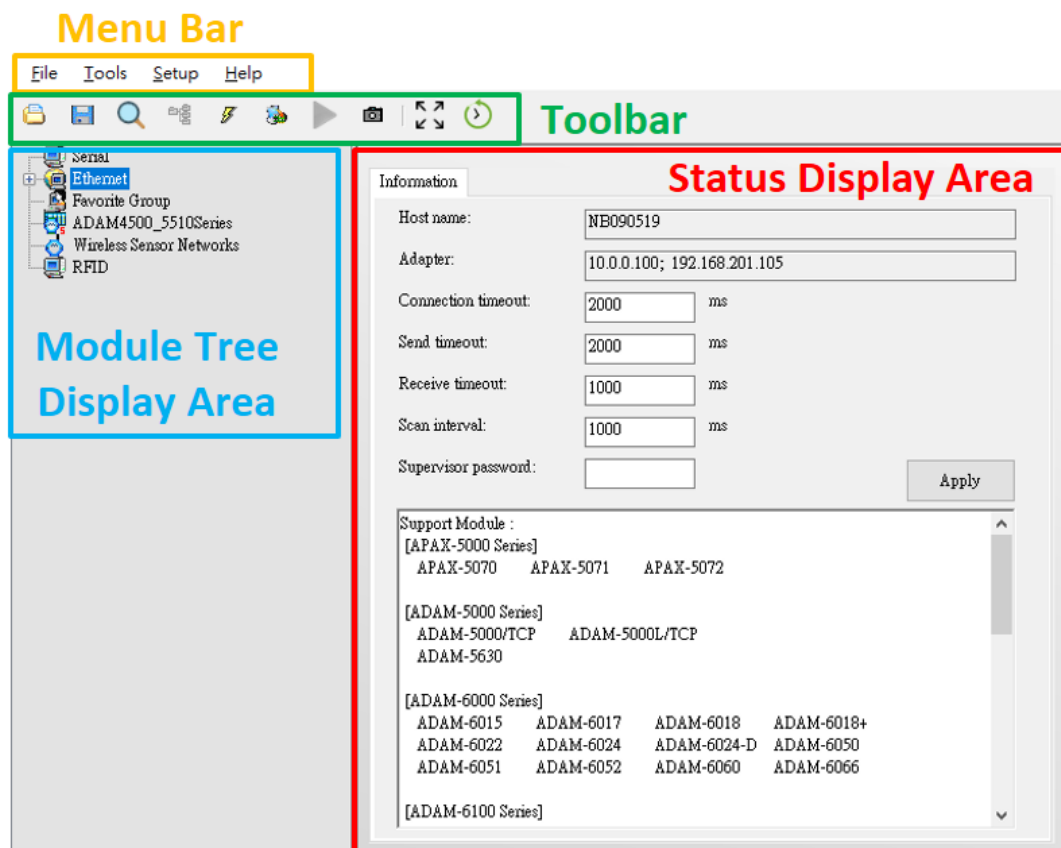 Menu Bar
File Tools Setup Help
Toolbar
Serial
Ethernet
Favorite Group
ADAM4500_5510Series
Wireless Sensor Networks
RFID
Module Tree
Display Area
Status Display Area
Information
Host name: NB090519
Adapter: 10.0.0.100; 192.168.201.105
Connection timeout: 2000 ms
Send timeout: 2000 ms
Receive timeout: 1000 ms
Scan interval: 1000 ms
Supervisor password:
Apply
Support Module :
[APAX-5000 Series]
APAX-5070 APAX-5071 APAX-5072
[ADAM-5000 Series]
ADAM-5000/TCP ADAM-5000L/TCP
ADAM-5630
[ADAM-6000 Series]
ADAM-6015 ADAM-6017 ADAM-6018 ADAM-6018+
ADAM-6022 ADAM-6024 ADAM-6024-D ADAM-6050
ADAM-6051 ADAM-6052 ADAM-6060 ADAM-6066
[ADAM-6100 Series]